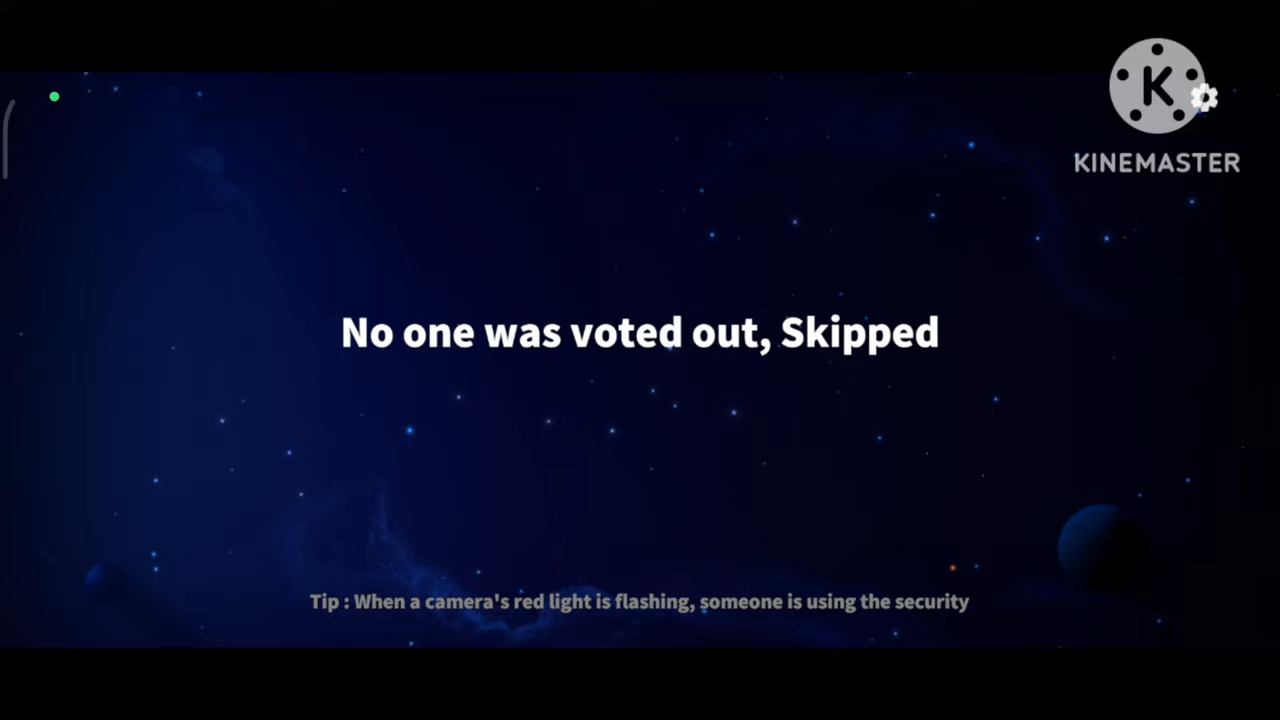 K
KINEMASTER
No one was voted out, Skipped
Tip : When a camera's red light is flashing, someone is using the security